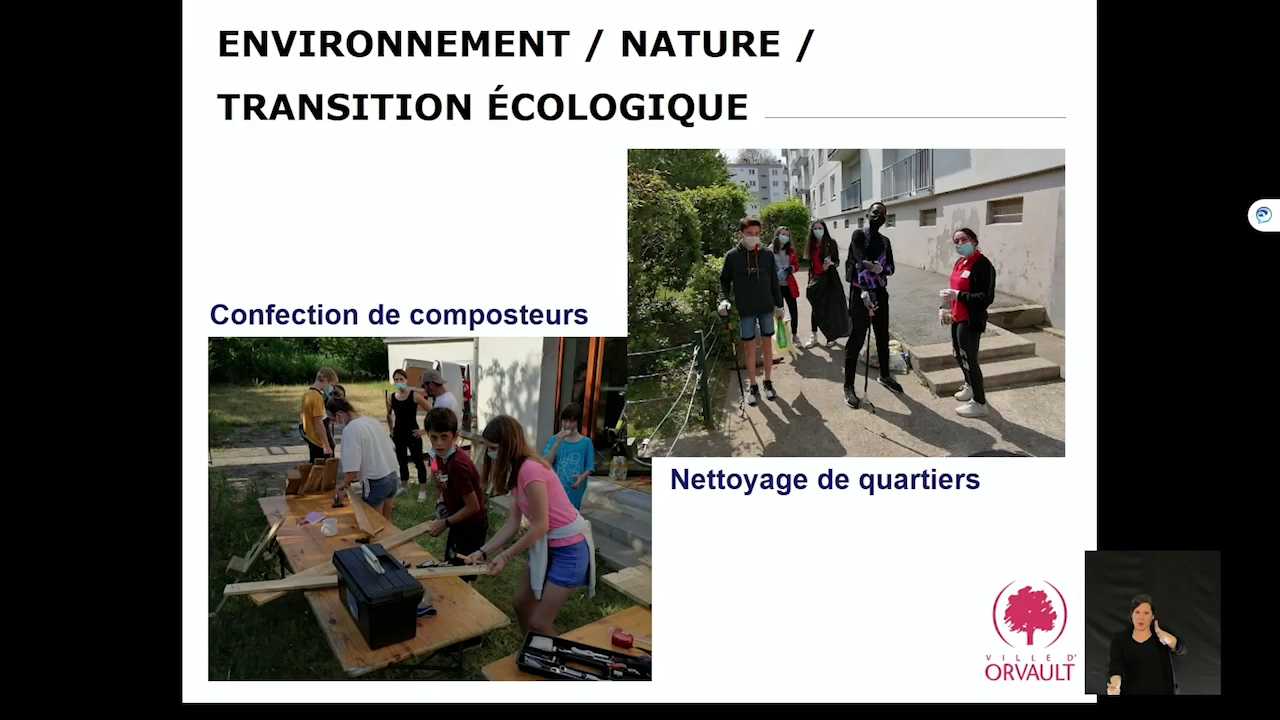 ENVIRONNEMENT / NATURE /
TRANSITION ÉCOLOGIQUE
Confection de composteurs
Nettoyage de quartiers
VILLE D'
ORVAULT